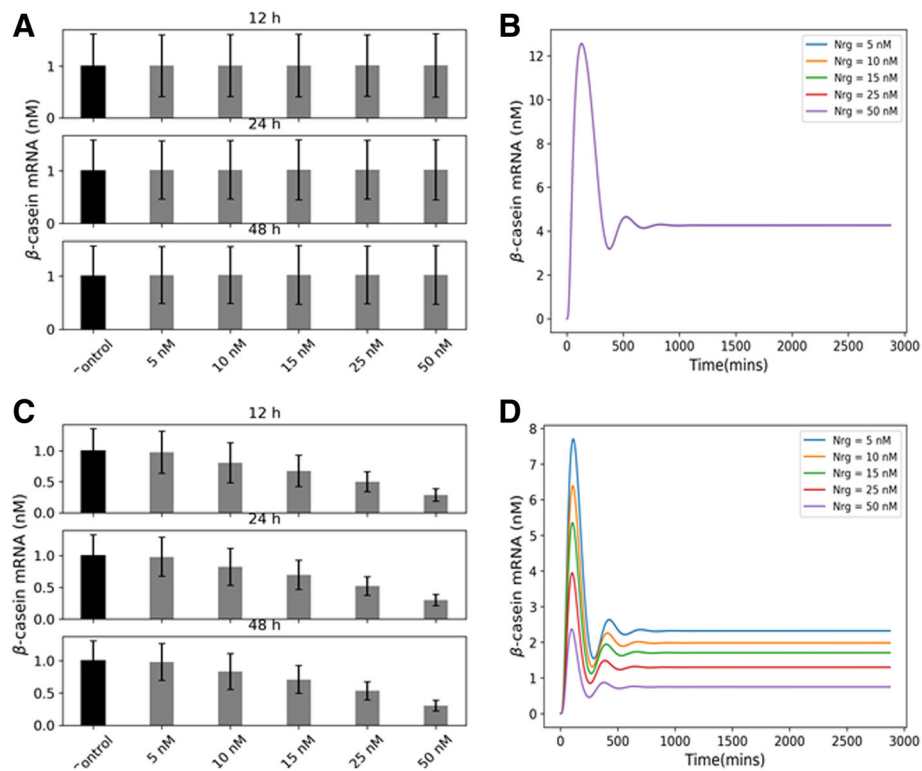 A
12 h
1
0
24 h
1
0
48 h
1
0
β-casein mRNA (nM)
5 nM
10 nM
15 nM
25 nM
50 nM
B
12
10
8
6
4
2
0
β-casein mRNA (nM)
Nrg = 5 nM
Nrg = 10 nM
Nrg = 15 nM
Nrg = 25 nM
Nrg = 50 nM
0 500 1000 1500 2000 2500 3000
Time(mins)
C
12 h
1.0
0.5
0.0
24 h
1.0
0.5
0.0
48 h
1.0
0.5
0.0
β-casein mRNA (nM)
Control
5 nM
10 nM
15 nM
25 nM
50 nM
D
8
7
6
5
4
3
2
1
0
β-casein mRNA (nM)
Nrg = 5 nM
Nrg = 10 nM
Nrg = 15 nM
Nrg = 25 nM
Nrg = 50 nM
0 500 1000 1500 2000 2500 3000
Time(mins)